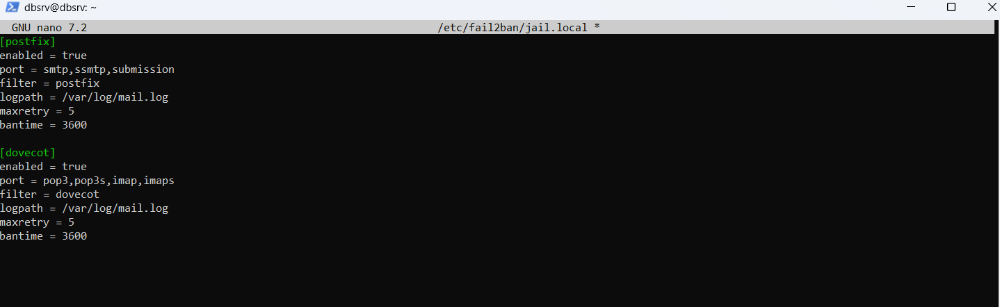 dbsrv@dbsrv: ~
GNU nano 7.2 /etc/fail2ban/jail.local *
[postfix]
enabled = true
port = smtp,ssmtp,submission
filter = postfix
logpath = /var/log/mail.log
maxretry = 5
bantime = 3600
[dovecot]
enabled = true
port = pop3,pop3s,imap,imaps
filter = dovecot
logpath = /var/log/mail.log
maxretry = 5
bantime = 3600